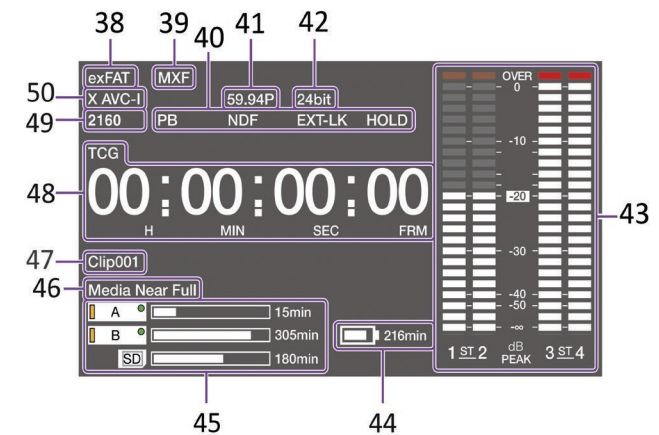 38 39 40 41 42
exFAT MXF
50 X AVC-I 59.94P 24bit
49 2160 PB NDF EXT-LK HOLD
TCG
48 00:00:00:00
H MIN SEC FRM
47 Clip001
46 Media Near Full
A 15min
B 305min
SD 180min
216min
OVER
0
-10
-20
-30
-40
-50
-∞
1 ST 2 dB PEAK 3 ST 4
43
45 44